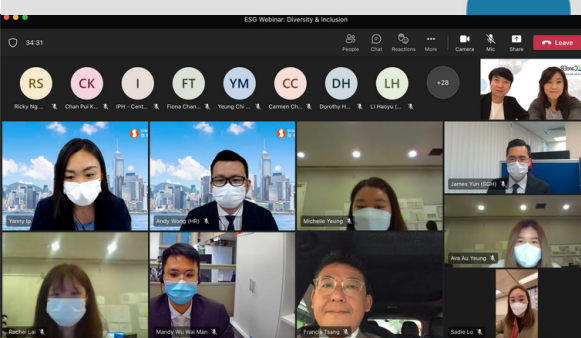 ESG Webinar: Diversity & Inclusion
34:31
People
Chat
Reactions
More
Camera
Mic
Share
Leave
RS
CK
I
FT
YM
CC
DH
LH
+28
Ricky Ng ...
Chan Pui K...
IPH - Cent...
Fiona Chan...
Yeung Chi ...
Carmen Ch...
Dorothy H...
LI Haoyu (...
Yanny Ip
Andy Wong (HR)
Michelle Yeung
James Yun (SGH)
Ava Au Yeung
Rachel Lai
Mandy Wu Wai Man
Francis Tsang
Sadie Lo